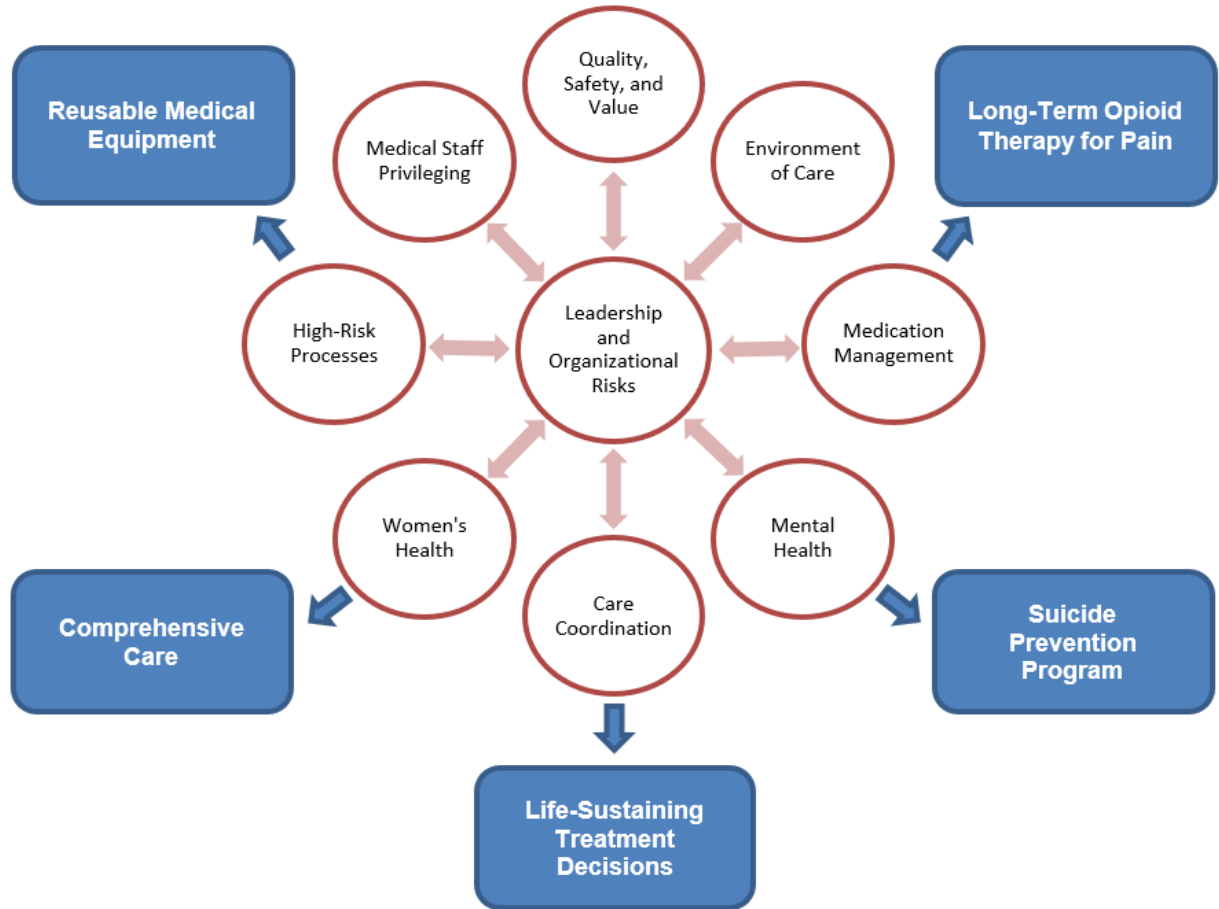 Quality,
Safety, and
Value
Reusable Medical
Equipment
Long-Term Opioid
Therapy for Pain
Medical Staff
Privileging
Environment
of Care
High-Risk
Processes
Leadership
and
Organizational
Risks
Medication
Management
Women's
Health
Mental
Health
Care
Coordination
Comprehensive
Care
Suicide
Prevention
Program
Life-Sustaining
Treatment
Decisions